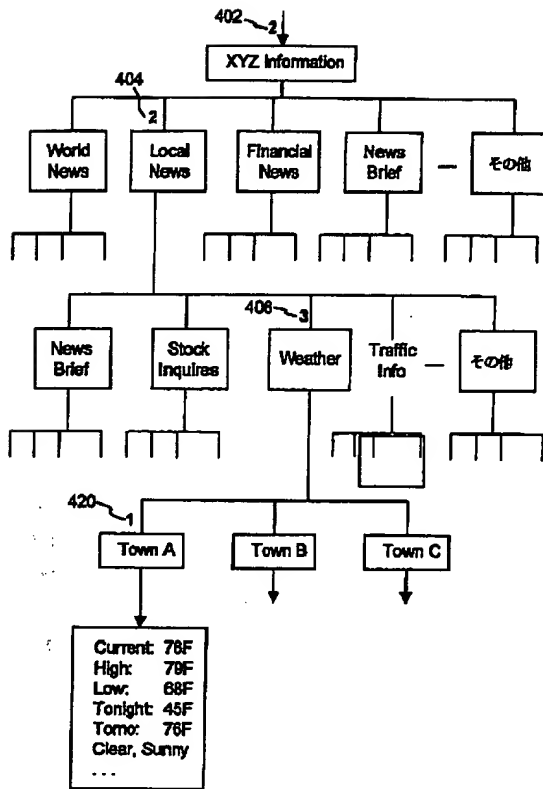 402
2
XYZ Information
404
2
World
News
Local
News
Financial
News
News
Brief
その他
406
3
News
Brief
Stock
Inquires
Weather
Traffic
Info
その他
420
1
Town A
Town B
Town C
Current: 76F
High: 79F
Low: 68F
Tonight: 45F
Tomo: 76F
Clear, Sunny
...